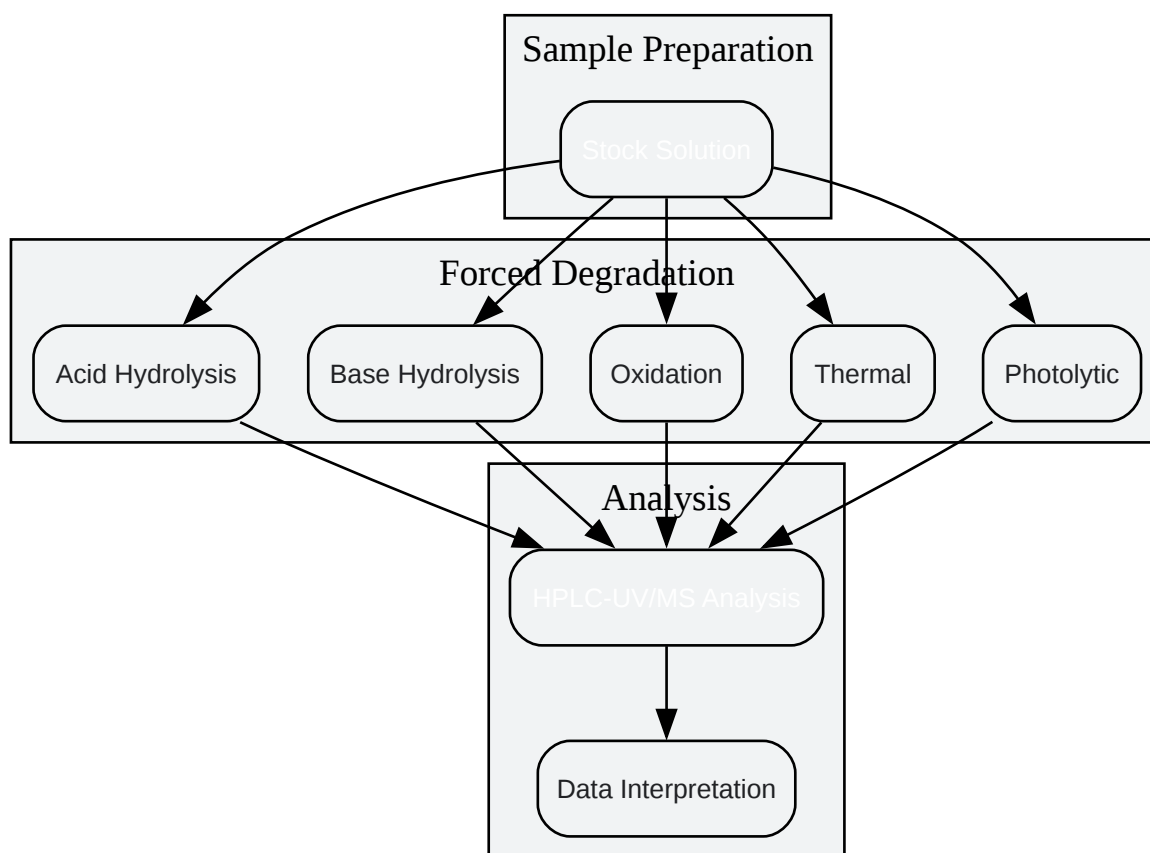 Sample Preparation
Stock Solution
Forced Degradation
Acid Hydrolysis
Base Hydrolysis
Oxidation
Thermal
Photolytic
Analysis
HPLC-UV/MS Analysis
Data Interpretation